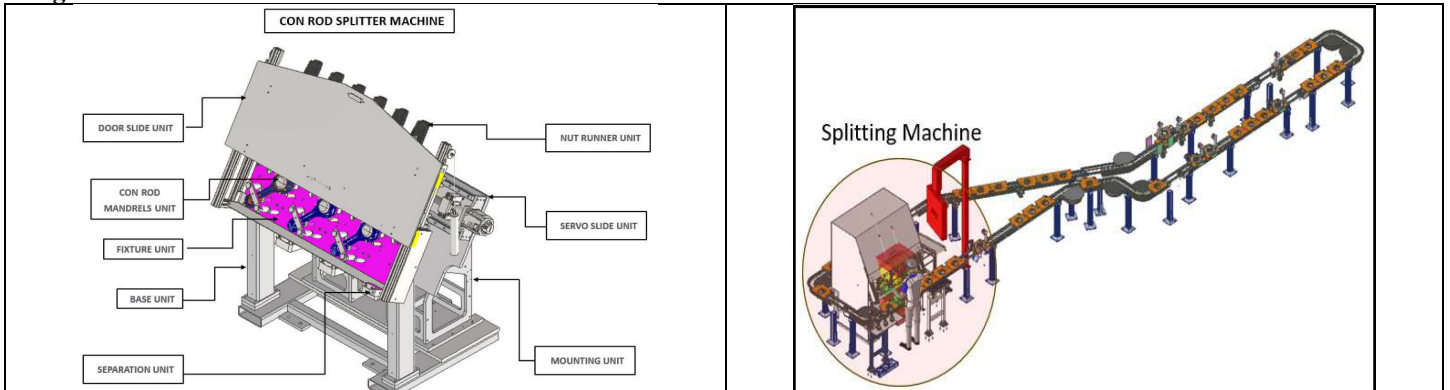 CON ROD SPLITTER MACHINE
DOOR SLIDE UNIT
NUT RUNNER UNIT
CON ROD
MANDRELS UNIT
SERVO SLIDE UNIT
FIXTURE UNIT
BASE UNIT
SEPARATION UNIT
MOUNTING UNIT
Splitting Machine